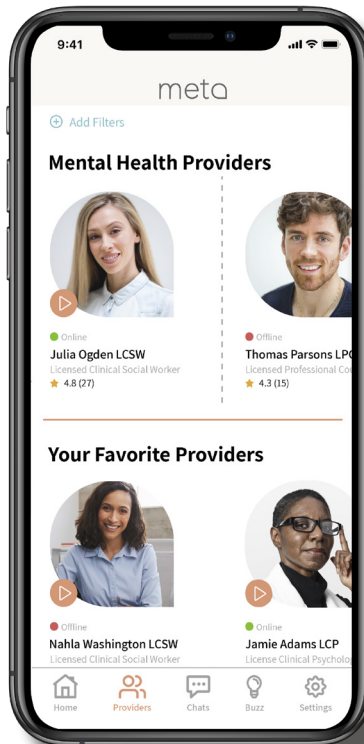 9:41
meta
Add Filters
Mental Health Providers
Online
Julia Ogden LCSW
Licensed Clinical Social Worker
4.8 (27)
Offline
Thomas Parsons LPC
Licensed Professional Co
4.3 (15)
Your Favorite Providers
Offline
Nahla Washington LCSW
Licensed Clinical Social Worker
Online
Jamie Adams LCP
License Clinical Psycholo
Home
Providers
Chats
Buzz
Settings